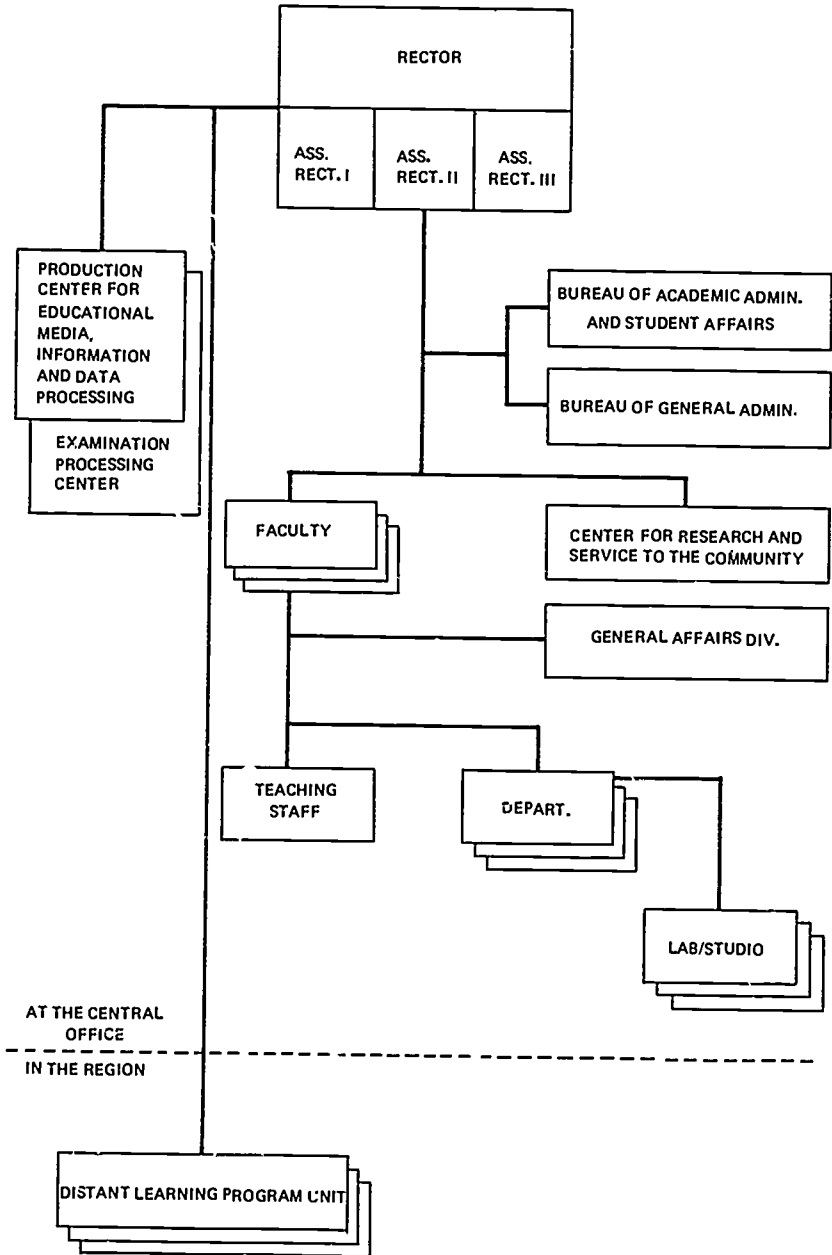 RECTOR
ASS.
RECT. I
ASS.
RECT. II
ASS.
RECT. III
PRODUCTION
CENTER FOR
EDUCATIONAL
MEDIA,
INFORMATION
AND DATA
PROCESSING
EXAMINATION
PROCESSING
CENTER
BUREAU OF ACADEMIC ADMIN.
AND STUDENT AFFAIRS
BUREAU OF GENERAL ADMIN.
FACULTY
CENTER FOR RESEARCH AND
SERVICE TO THE COMMUNITY
GENERAL AFFAIRS DIV.
TEACHING
STAFF
DEPART.
LAB/STUDIO
AT THE CENTRAL
OFFICE
IN THE REGION
DISTANT LEARNING PROGRAM UNIT